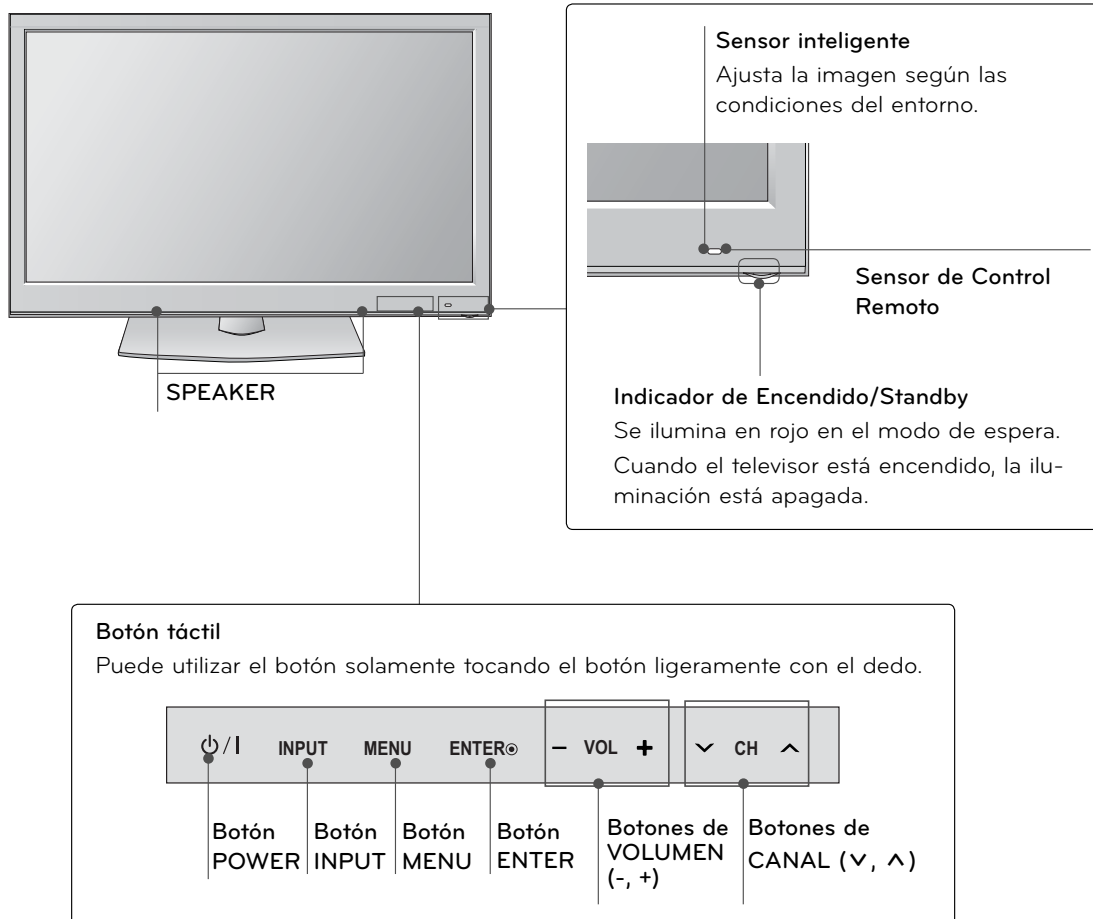 Sensor inteligente
Ajusta la imagen según las
condiciones del entorno.
Sensor de Control
Remoto
SPEAKER
Indicador de Encendido/Standby
Se ilumina en rojo en el modo de espera.
Cuando el televisor está encendido, la ilu-
minación está apagada.
Botón táctil
Puede utilizar el botón solamente tocando el botón ligeramente con el dedo.
⏻/I INPUT MENU ENTER◉ − VOL + ∨ CH ∧
Botón
POWER
Botón
INPUT
Botón
MENU
Botón
ENTER
Botones de
VOLUMEN
(-, +)
Botones de
CANAL (∨, ∧)